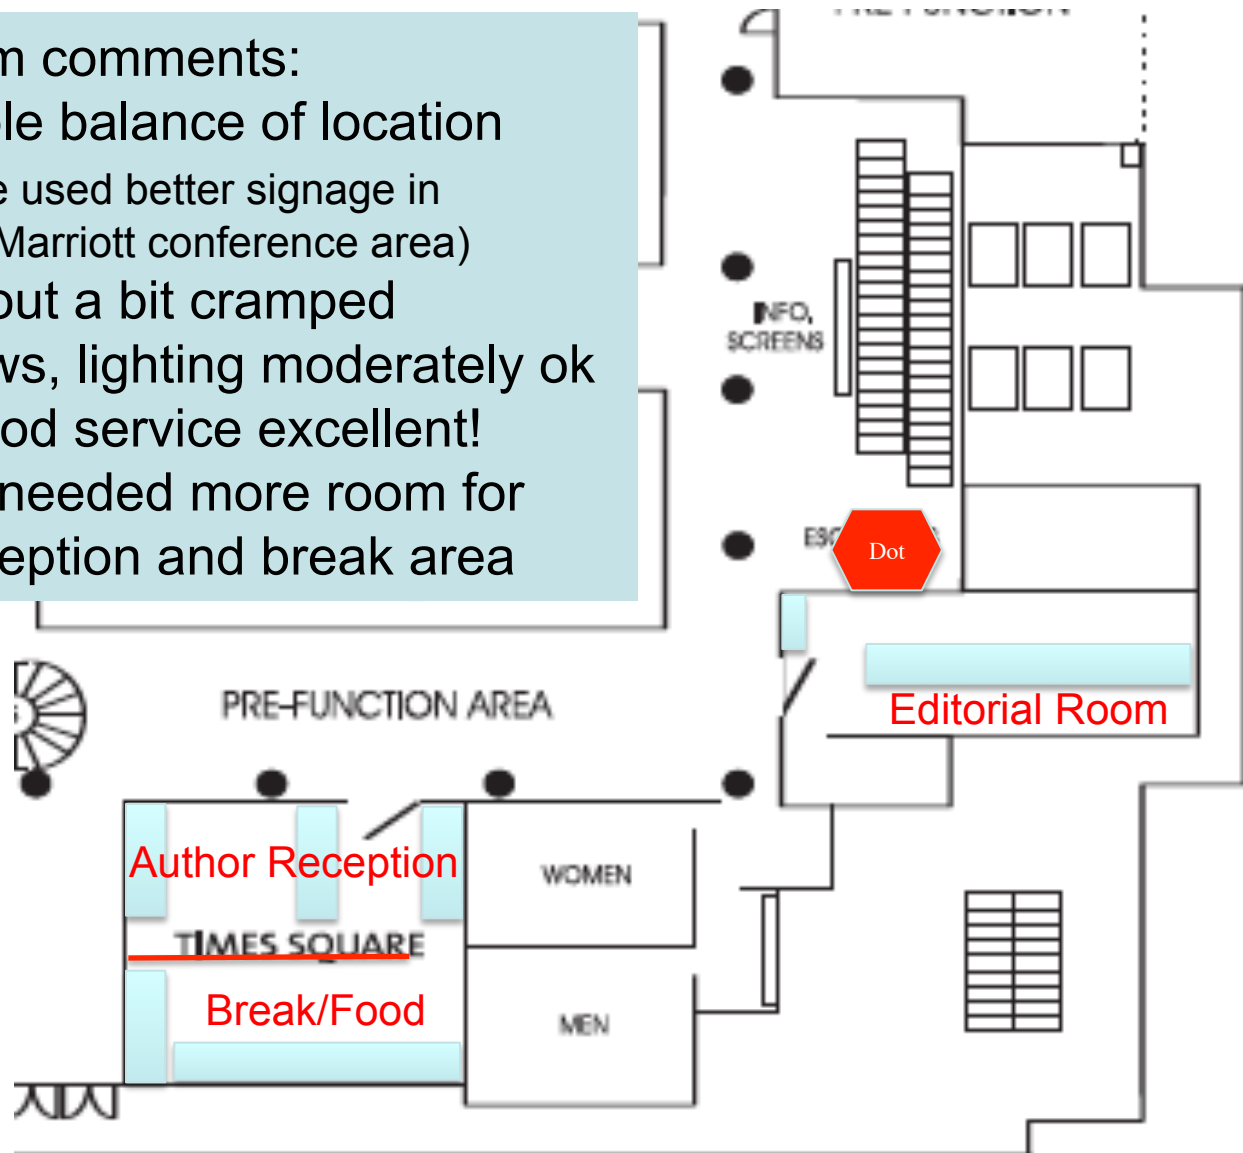 m comments:
le balance of location
e used better signage in
Marriott conference area)
out a bit cramped
ws, lighting moderately ok
od service excellent!
needed more room for
eption and break area
INFO,
SCREENS
Dot
PRE-FUNCTION AREA
Editorial Room
Author Reception
WOMEN
TIMES SQUARE
Break/Food
MEN